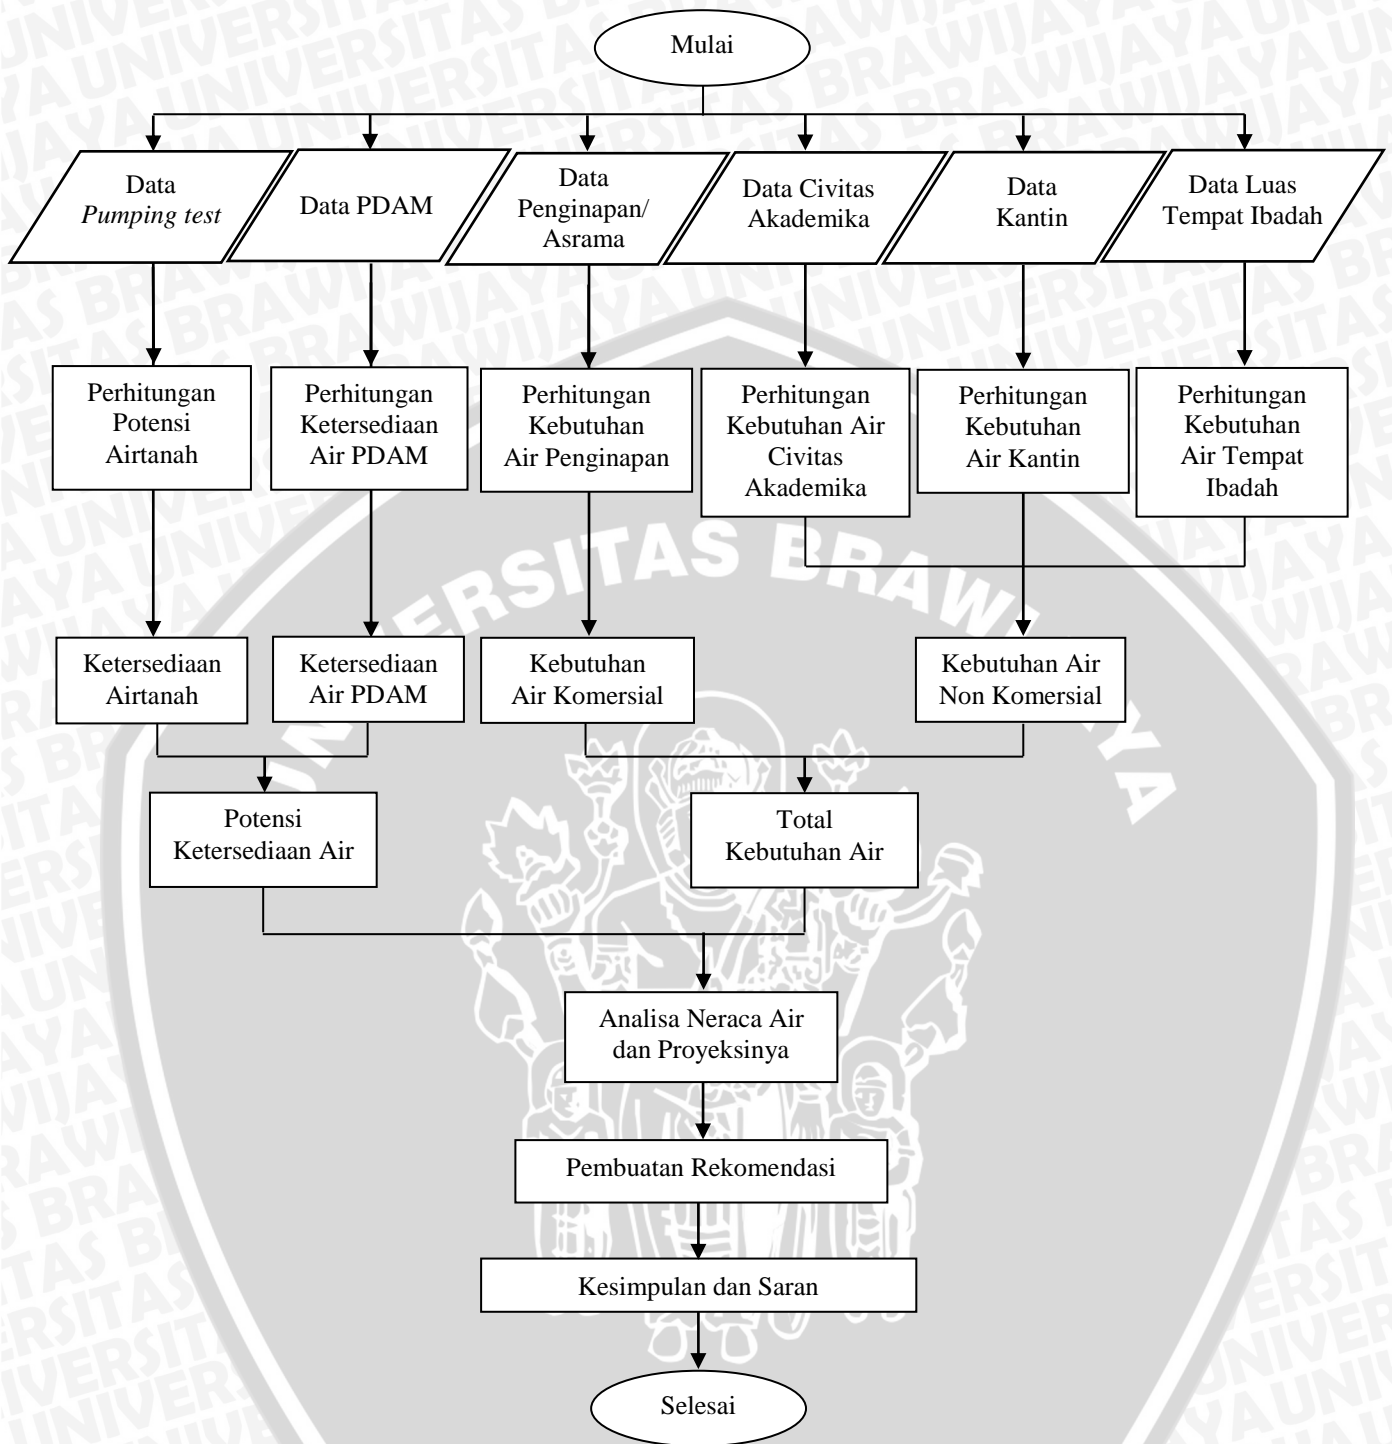 Mulai
Data
Pumping test
Data PDAM
Data
Penginapan/
Asrama
Data Civitas
Akademika
Data
Kantin
Data Luas
Tempat Ibadah
Perhitungan
Potensi
Airtanah
Perhitungan
Ketersediaan
Air PDAM
Perhitungan
Kebutuhan
Air Penginapan
Perhitungan
Kebutuhan Air
Civitas
Akademika
Perhitungan
Kebutuhan
Air Kantin
Perhitungan
Kebutuhan
Air Tempat
Ibadah
Ketersediaan
Airtanah
Ketersediaan
Air PDAM
Kebutuhan
Air Komersial
Kebutuhan Air
Non Komersial
Potensi
Ketersediaan Air
Total
Kebutuhan Air
Analisa Neraca Air
dan Proyeksinya
Pembuatan Rekomendasi
Kesimpulan dan Saran
Selesai
UNIVERSITAS BRAWIJAYA